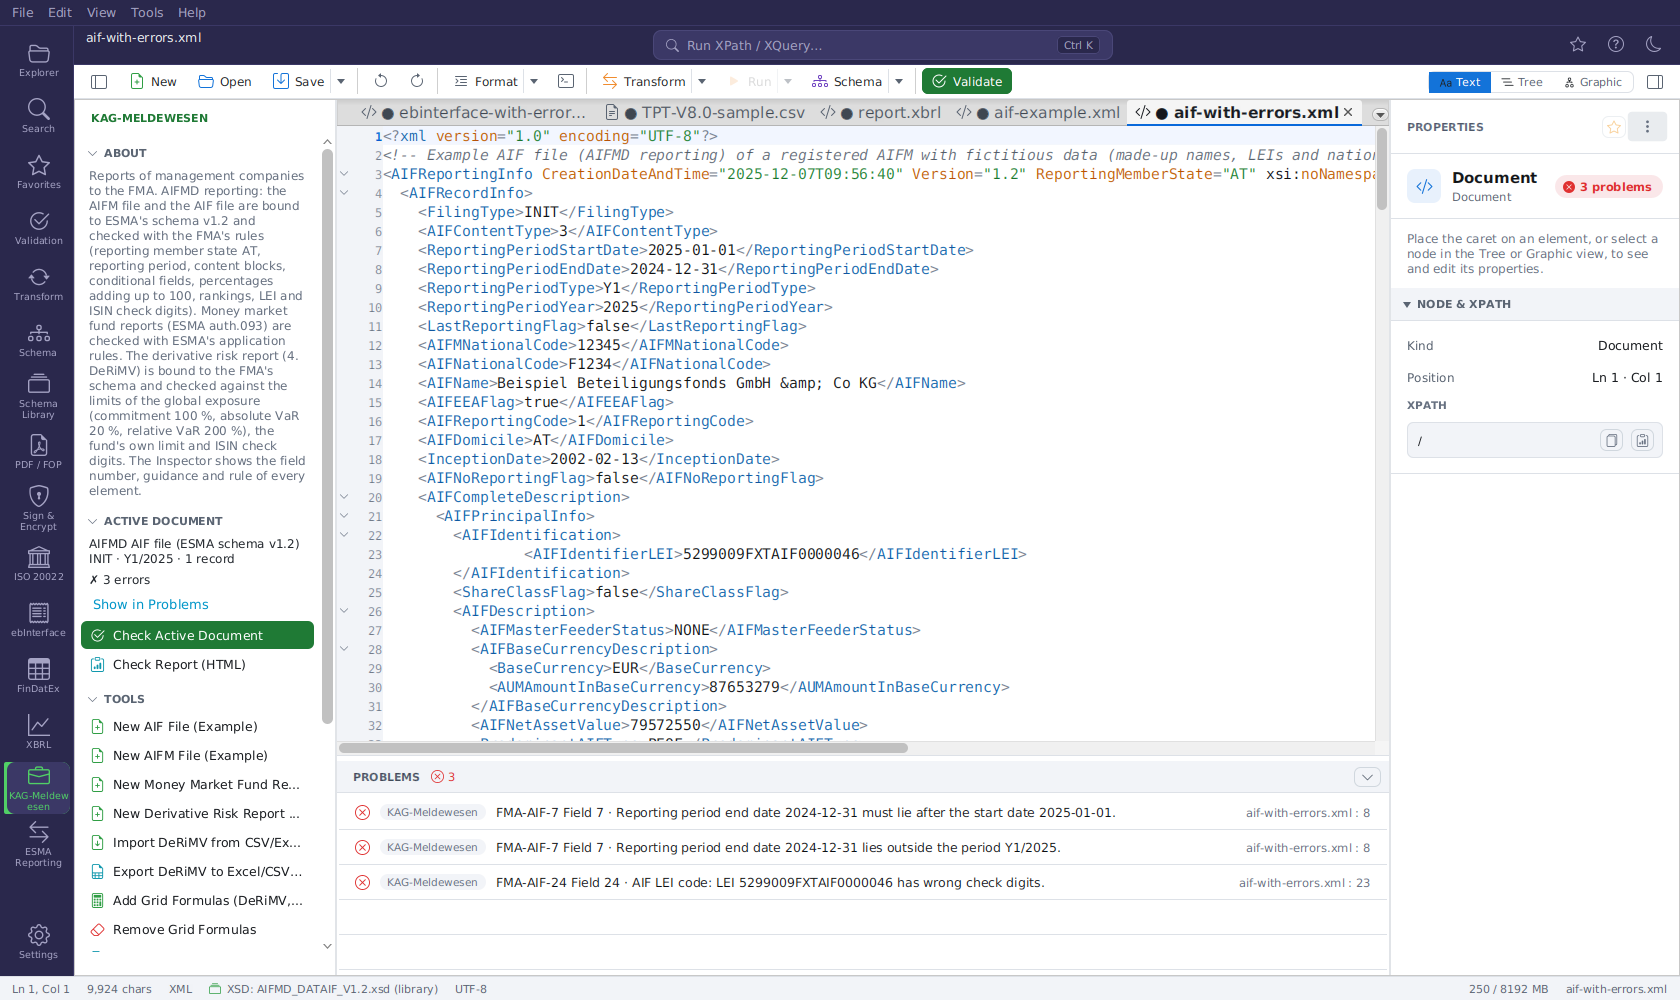 File Edit View Tools Help
aif-with-errors.xml
Run XPath / XQuery... Ctrl K
New Open Save Format Transform Run Schema Validate Aa Text Tree Graphic
Explorer
Search
Favorites
Validation
Transform
Schema
Schema
Library
PDF / FOP
Sign &
Encrypt
ISO 20022
ebInterface
FinDatEx
XBRL
KAG-Meldew
esen
ESMA
Reporting
Settings
KAG-MELDEWESEN
ABOUT
Reports of management companies
to the FMA. AIFMD reporting: the
AIFM file and the AIF file are bound
to ESMA's schema v1.2 and
checked with the FMA's rules
(reporting member state AT,
reporting period, content blocks,
conditional fields, percentages
adding up to 100, rankings, LEI and
ISIN check digits). Money market
fund reports (ESMA auth.093) are
checked with ESMA's application
rules. The derivative risk report (4.
DeRiMV) is bound to the FMA's
schema and checked against the
limits of the global exposure
(commitment 100 %, absolute VaR
20 %, relative VaR 200 %), the
fund's own limit and ISIN check
digits. The Inspector shows the field
number, guidance and rule of every
element.
ACTIVE DOCUMENT
AIFMD AIF file (ESMA schema v1.2)
INIT · Y1/2025 · 1 record
✗ 3 errors
Show in Problems
Check Active Document
Check Report (HTML)
TOOLS
New AIF File (Example)
New AIFM File (Example)
New Money Market Fund Re...
New Derivative Risk Report ...
Import DeRiMV from CSV/Ex...
Export DeRiMV to Excel/CSV...
Add Grid Formulas (DeRiMV,...
Remove Grid Formulas
ebinterface-with-error... TPT-V8.0-sample.csv report.xbrl aif-example.xml aif-with-errors.xml
1 <?xml version="1.0" encoding="UTF-8"?>
2 <!-- Example AIF file (AIFMD reporting) of a registered AIFM with fictitious data (made-up names, LEIs and nation
3 <AIFReportingInfo CreationDateAndTime="2025-12-07T09:56:40" Version="1.2" ReportingMemberState="AT" xsi:noNamespa
4 <AIFRecordInfo>
5 <FilingType>INIT</FilingType>
6 <AIFContentType>3</AIFContentType>
7 <ReportingPeriodStartDate>2025-01-01</ReportingPeriodStartDate>
8 <ReportingPeriodEndDate>2024-12-31</ReportingPeriodEndDate>
9 <ReportingPeriodType>Y1</ReportingPeriodType>
10 <ReportingPeriodYear>2025</ReportingPeriodYear>
11 <LastReportingFlag>false</LastReportingFlag>
12 <AIFMNationalCode>12345</AIFMNationalCode>
13 <AIFNationalCode>F1234</AIFNationalCode>
14 <AIFName>Beispiel Beteiligungsfonds GmbH &amp; Co KG</AIFName>
15 <AIFEEAFlag>true</AIFEEAFlag>
16 <AIFReportingCode>1</AIFReportingCode>
17 <AIFDomicile>AT</AIFDomicile>
18 <InceptionDate>2002-02-13</InceptionDate>
19 <AIFNoReportingFlag>false</AIFNoReportingFlag>
20 <AIFCompleteDescription>
21 <AIFPrincipalInfo>
22 <AIFIdentification>
23 <AIFIdentifierLEI>5299009FXTAIF0000046</AIFIdentifierLEI>
24 </AIFIdentification>
25 <ShareClassFlag>false</ShareClassFlag>
26 <AIFDescription>
27 <AIFMasterFeederStatus>NONE</AIFMasterFeederStatus>
28 <AIFBaseCurrencyDescription>
29 <BaseCurrency>EUR</BaseCurrency>
30 <AUMAmountInBaseCurrency>87653279</AUMAmountInBaseCurrency>
31 </AIFBaseCurrencyDescription>
32 <AIFNetAssetValue>79572550</AIFNetAssetValue>
PROBLEMS 3
KAG-Meldewesen FMA-AIF-7 Field 7 · Reporting period end date 2024-12-31 must lie after the start date 2025-01-01. aif-with-errors.xml : 8
KAG-Meldewesen FMA-AIF-7 Field 7 · Reporting period end date 2024-12-31 lies outside the period Y1/2025. aif-with-errors.xml : 8
KAG-Meldewesen FMA-AIF-24 Field 24 · AIF LEI code: LEI 5299009FXTAIF0000046 has wrong check digits. aif-with-errors.xml : 23
PROPERTIES
Document
Document
3 problems
Place the caret on an element, or select a
node in the Tree or Graphic view, to see
and edit its properties.
NODE & XPATH
Kind Document
Position Ln 1 · Col 1
XPATH
/
Ln 1, Col 1 9,924 chars XML XSD: AIFMD_DATAIF_V1.2.xsd (library) UTF-8 250 / 8192 MB aif-with-errors.xml